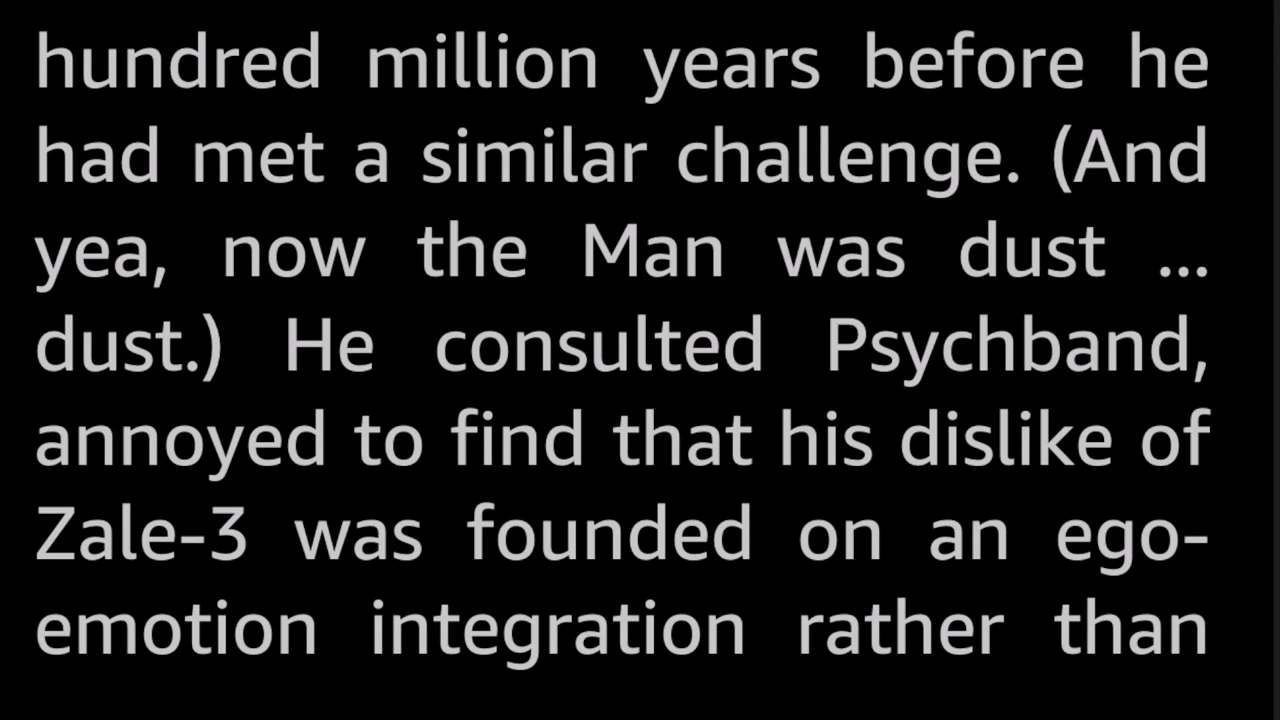 hundred million years before he
had met a similar challenge. (And
yea, now the Man was dust ...
dust.) He consulted Psychband,
annoyed to find that his dislike of
Zale-3 was founded on an ego-
emotion integration rather than